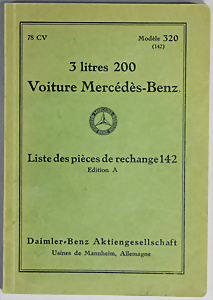 78 CV
Modèle 320
(142)
3 litres 200
Voiture Mercédès-Benz.
Liste des pièces de rechange 142
Edition A
Daimler-Benz Aktiengesellschaft
Usines de Mannheim, Allemagne